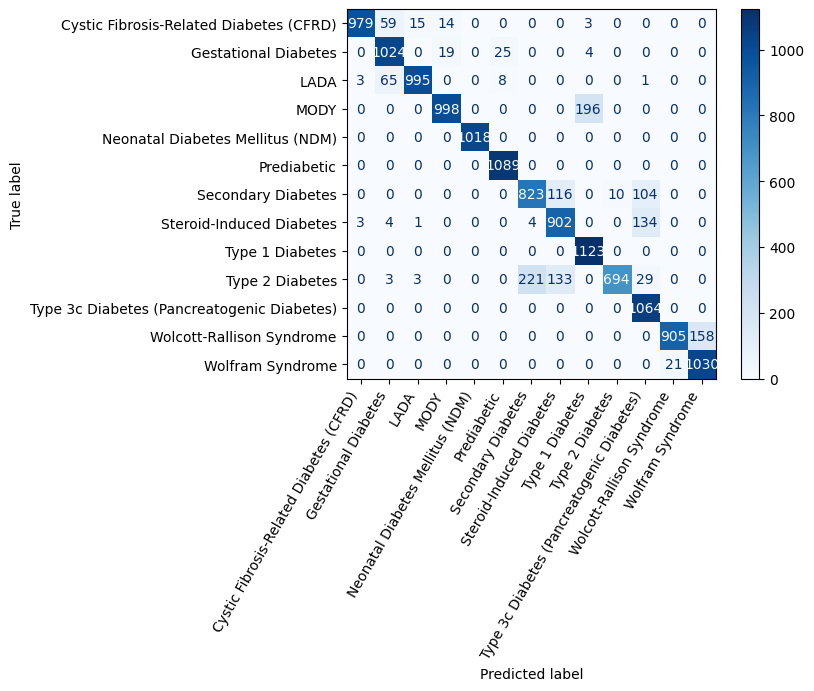 Cystic Fibrosis-Related Diabetes (CFRD) 979 59 15 14 0 0 0 0 3 0 0 0 0
Gestational Diabetes 0 1024 0 19 0 25 0 0 4 0 0 0 0
LADA 3 65 995 0 0 8 0 0 0 0 1 0 0
MODY 0 0 0 998 0 0 0 0 196 0 0 0 0
Neonatal Diabetes Mellitus (NDM) 0 0 0 0 1018 0 0 0 0 0 0 0 0
Prediabetic 0 0 0 0 0 1089 0 0 0 0 0 0 0
Secondary Diabetes 0 0 0 0 0 0 823 116 0 10 104 0 0
Steroid-Induced Diabetes 3 4 1 0 0 0 4 902 0 0 134 0 0
Type 1 Diabetes 0 0 0 0 0 0 0 0 1123 0 0 0 0
Type 2 Diabetes 0 3 3 0 0 0 221 133 0 694 29 0 0
Type 3c Diabetes (Pancreatogenic Diabetes) 0 0 0 0 0 0 0 0 0 0 1064 0 0
Wolcott-Rallison Syndrome 0 0 0 0 0 0 0 0 0 0 0 905 158
Wolfram Syndrome 0 0 0 0 0 0 0 0 0 0 0 21 1030
True label
Cystic Fibrosis-Related Diabetes (CFRD)
Gestational Diabetes
LADA
MODY
Neonatal Diabetes Mellitus (NDM)
Prediabetic
Secondary Diabetes
Steroid-Induced Diabetes
Type 1 Diabetes
Type 2 Diabetes
Type 3c Diabetes (Pancreatogenic Diabetes)
Wolcott-Rallison Syndrome
Wolfram Syndrome
Predicted label
1000
800
600
400
200
0